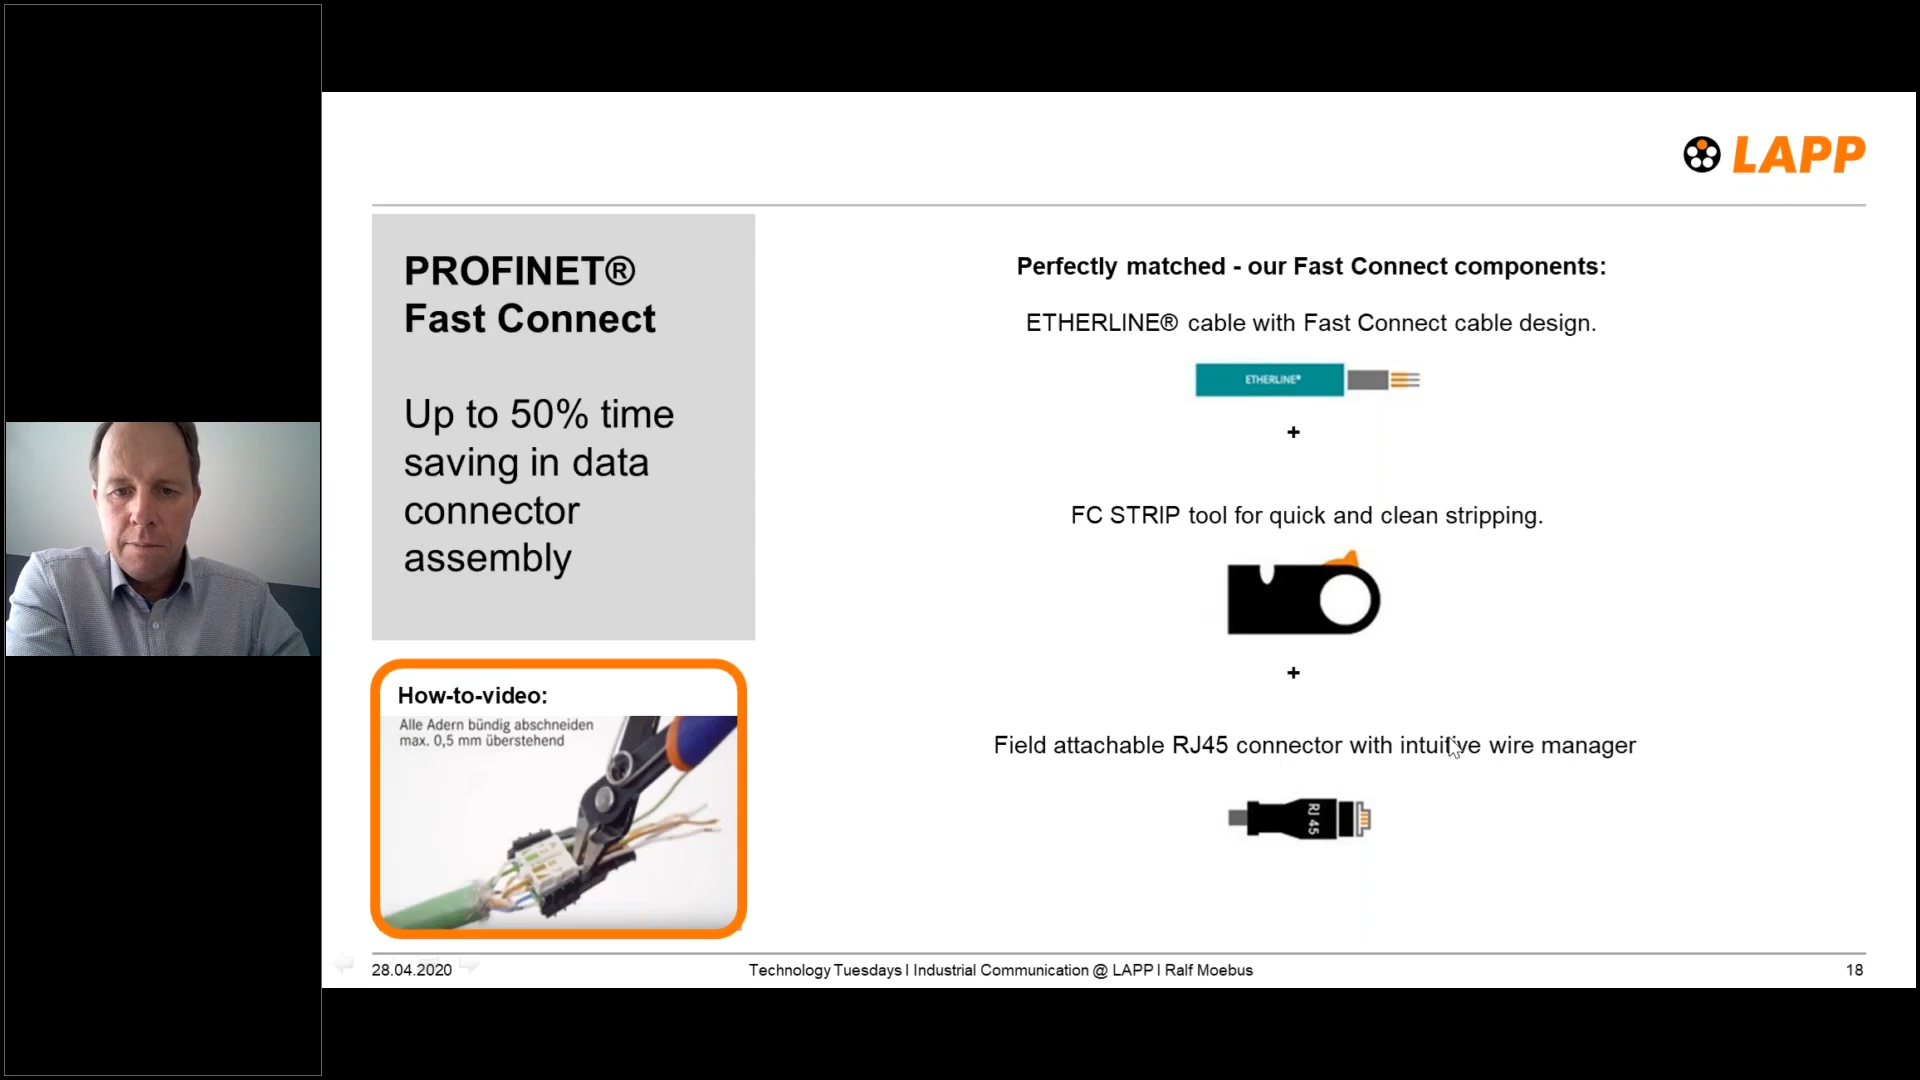 LAPP
PROFINET®
Fast Connect
Up to 50% time
saving in data
connector
assembly
How-to-video:
Alle Adern bündig abschneiden
max. 0,5 mm überstehend
Perfectly matched - our Fast Connect components:
ETHERLINE® cable with Fast Connect cable design.
ETHERLINE®
+
FC STRIP tool for quick and clean stripping.
+
Field attachable RJ45 connector with intuitive wire manager
RJ 45
28.04.2020
Technology Tuesdays I Industrial Communication @ LAPP I Ralf Moebus
18